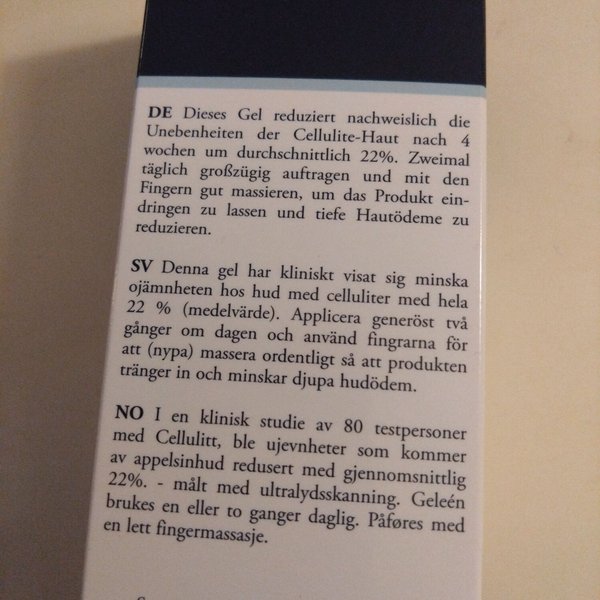 DE Dieses Gel reduziert nachweislich die
Unebenheiten der Cellulite-Haut nach 4
wochen um durchschnittlich 22%. Zweimal
täglich großzügig auftragen und mit den
Fingern gut massieren, um das Produkt ein-
dringen zu lassen und tiefe Hautödeme zu
reduzieren.
SV Denna gel har kliniskt visat sig minska
ojämnheten hos hud med celluliter med hela
22 % (medelvärde). Applicera generöst två
gånger om dagen och använd fingrarna för
att (nypa) massera ordentligt så att produkten
tränger in och minskar djupa hudödem.
NO I en klinisk studie av 80 testpersoner
med Cellulitt, ble ujevnheter som kommer
av appelsinhud redusert med gjennomsnittlig
22%. - målt med ultralydsskanning. Geleén
brukes en eller to ganger daglig. Påføres med
en lett fingermassasje.